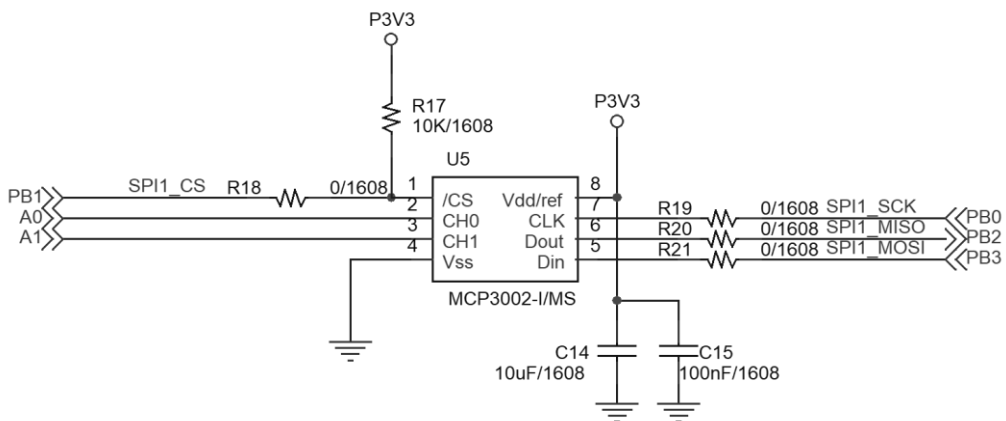 P3V3
R17
10K/1608
P3V3
U5
PB1 SPI1_CS R18 0/1608 1 /CS Vdd/ref 8
A0 2 CH0 CLK 7 R19 0/1608 SPI1_SCK PB0
A1 3 CH1 Dout 6 R20 0/1608 SPI1_MISO PB2
4 Vss Din 5 R21 0/1608 SPI1_MOSI PB3
MCP3002-I/MS
C14 C15
10uF/1608 100nF/1608